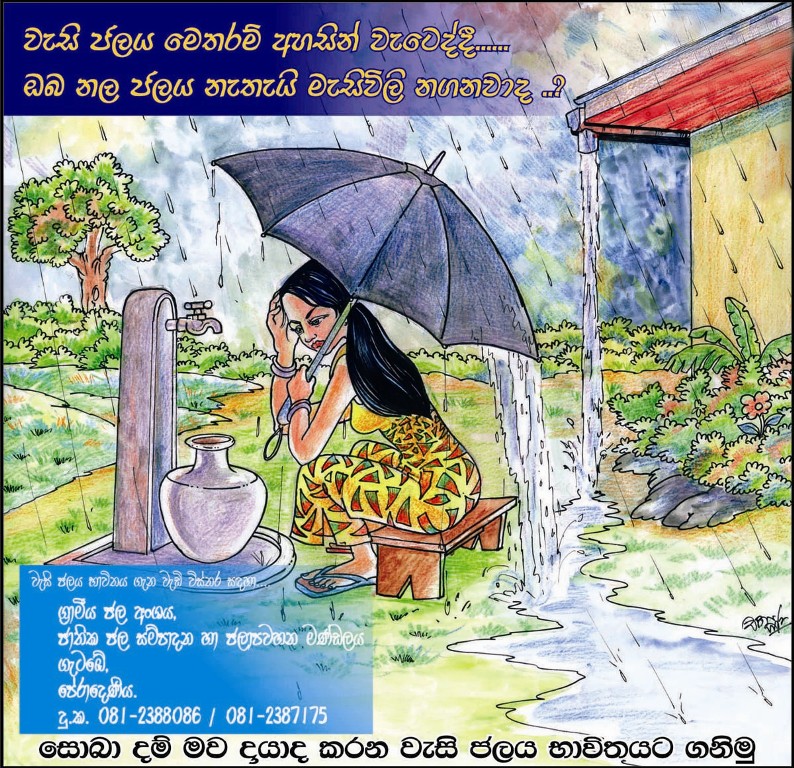 වැසි ජලය මෙතරම් අහසින් වැටෙද්දී......
ඔබ නල ජලය නැතැයි මැසිවිලි නගනවාද ..?
වැසි ජලය භාවිතය ගැන වැඩි විස්තර සඳහා....
ග්‍රාමීය ජල අංශය,
ජාතික ජල සම්පාදන හා ජලාපවහන මණ්ඩලය
ගැටඹේ,
පේරාදෙණිය.
දු.ක. 081-2388086 / 081-2387175
සොබා දම් මව දායාද කරන වැසි ජලය භාවිතයට ගනිමු